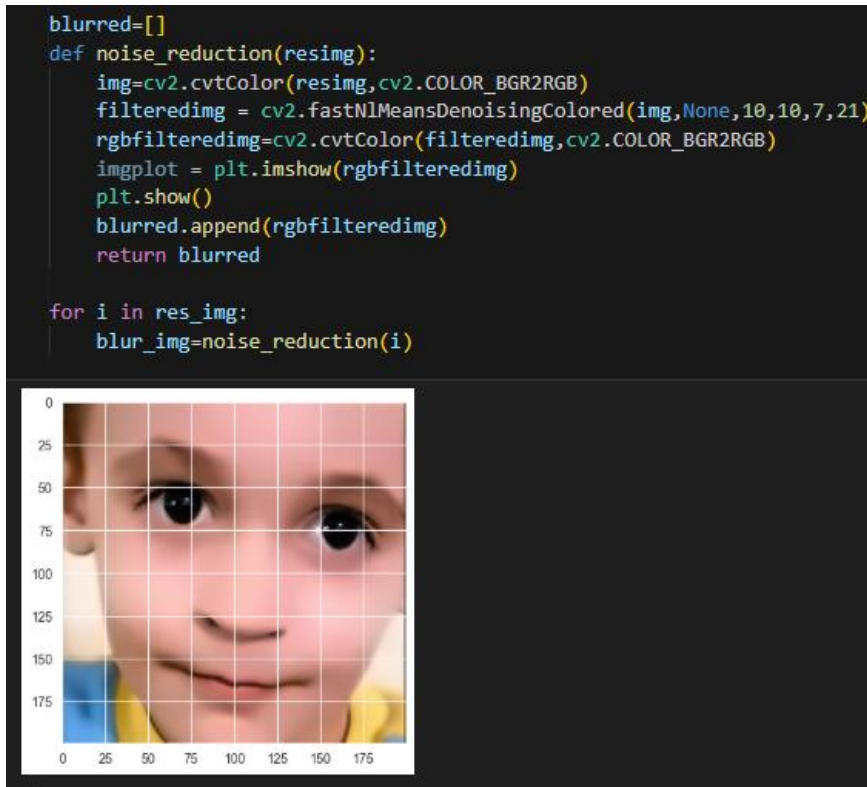 blurred=[]
def noise_reduction(resimg):
    img=cv2.cvtColor(resimg,cv2.COLOR_BGR2RGB)
    filteredimg = cv2.fastNlMeansDenoisingColored(img,None,10,10,7,21)
    rgbfilteredimg=cv2.cvtColor(filteredimg,cv2.COLOR_BGR2RGB)
    imgplot = plt.imshow(rgbfilteredimg)
    plt.show()
    blurred.append(rgbfilteredimg)
    return blurred
for i in res_img:
    blur_img=noise_reduction(i)
0
25
50
75
100
125
150
175
0 25 50 75 100 125 150 175